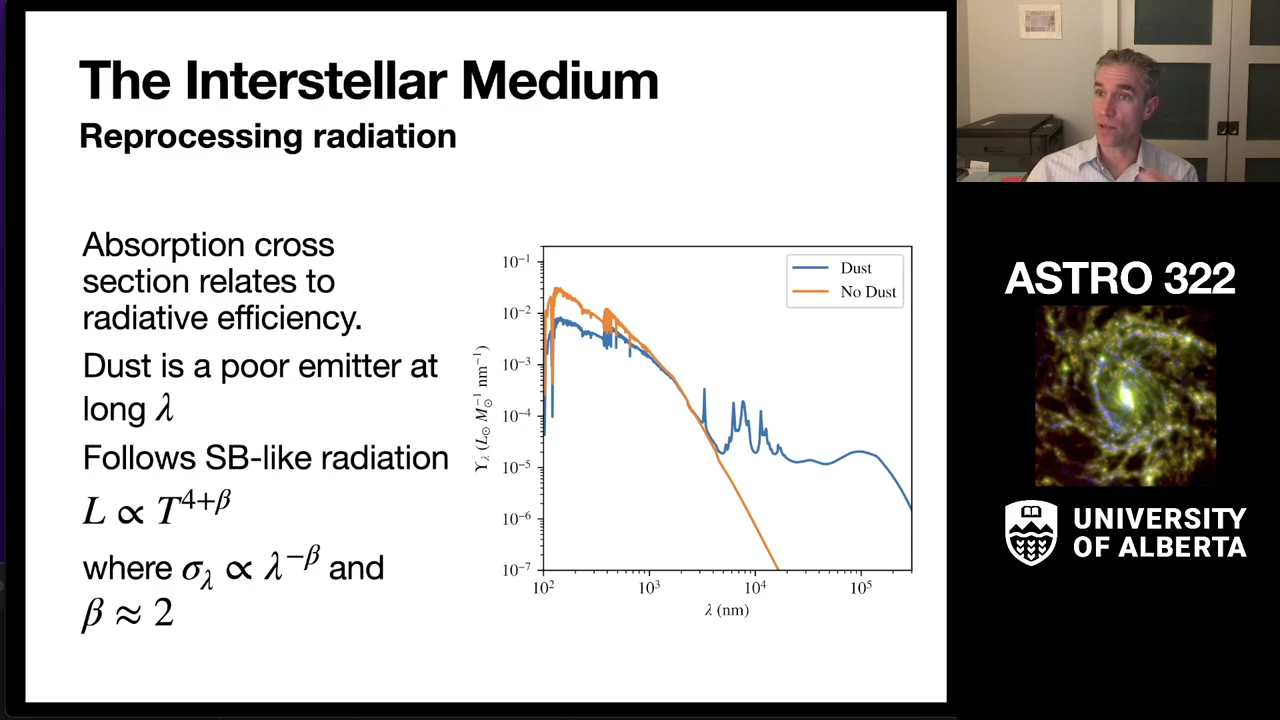 The Interstellar Medium
Reprocessing radiation
Absorption cross
section relates to
radiative efficiency.
Dust is a poor emitter at
long λ
Follows SB-like radiation
L ∝ T^{4+β}
where σ_λ ∝ λ^{−β} and
β ≈ 2
Dust
No Dust
10^{-1}
10^{-2}
10^{-3}
10^{-4}
10^{-5}
10^{-6}
10^{-7}
ϒ_λ (L_⊙ M_⊙^{-1} nm^{-1})
10^2
10^3
10^4
10^5
λ (nm)
ASTRO 322
UNIVERSITY
OF ALBERTA